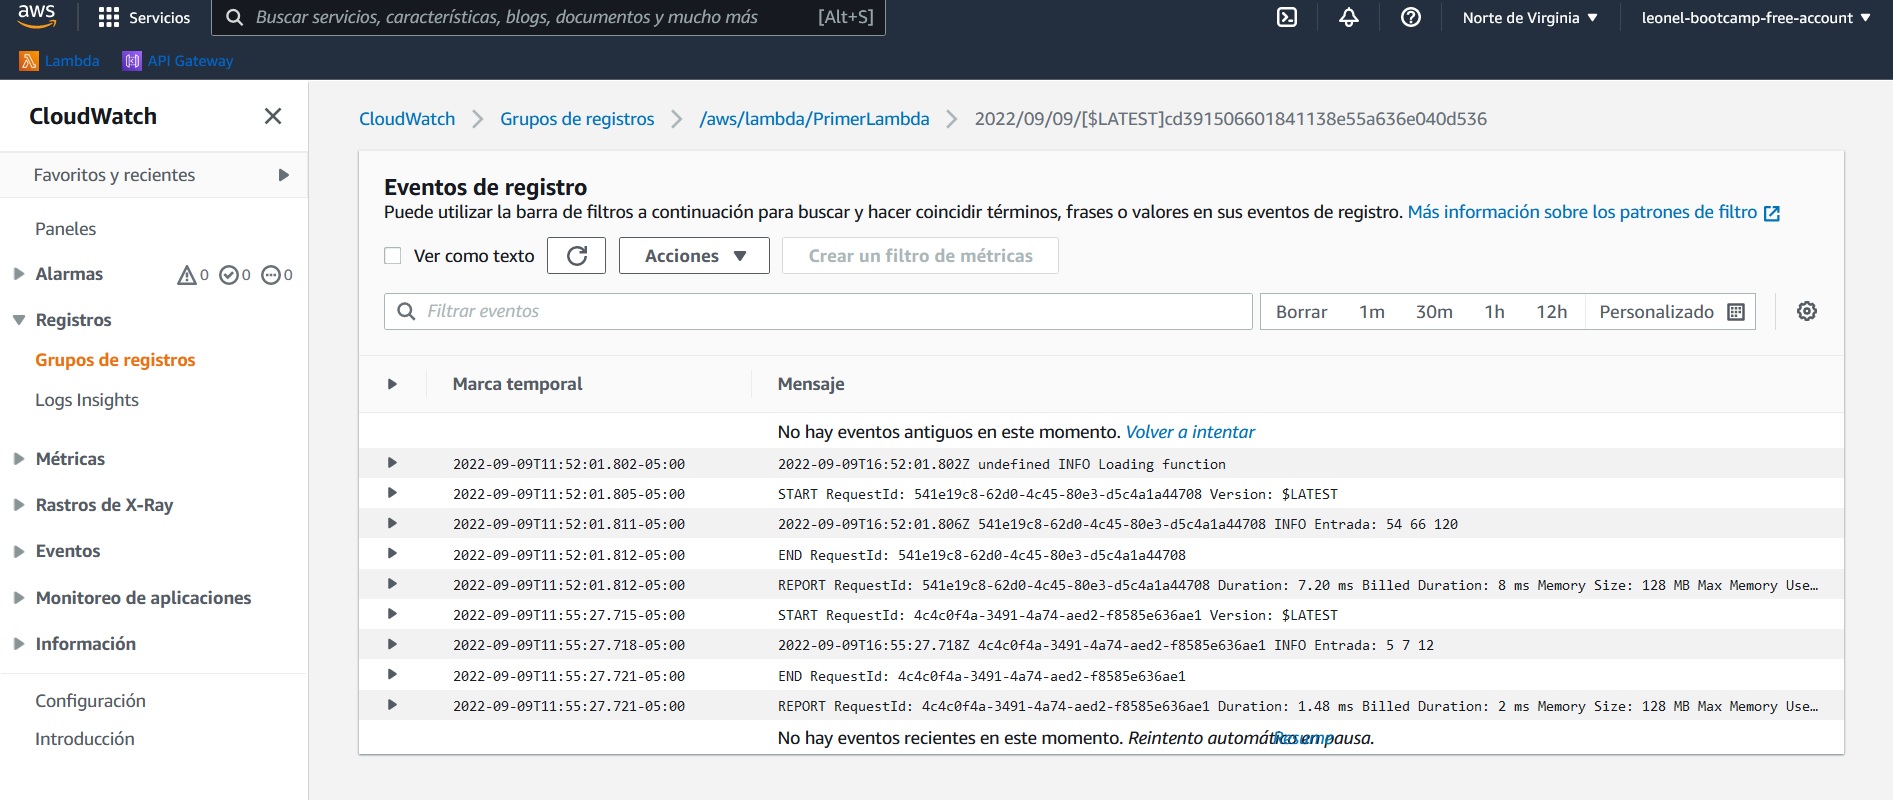 aws Servicios Buscar servicios, características, blogs, documentos y mucho más [Alt+S] Norte de Virginia leonel-bootcamp-free-account
Lambda API Gateway
CloudWatch
Favoritos y recientes
Paneles
Alarmas 0 0 0
Registros
Grupos de registros
Logs Insights
Métricas
Rastros de X-Ray
Eventos
Monitoreo de aplicaciones
Información
Configuración
Introducción
CloudWatch Grupos de registros /aws/lambda/PrimerLambda 2022/09/09/[$LATEST]cd391506601841138e55a636e040d536
Eventos de registro
Puede utilizar la barra de filtros a continuación para buscar y hacer coincidir términos, frases o valores en sus eventos de registro. Más información sobre los patrones de filtro
Ver como texto Acciones Crear un filtro de métricas
Filtrar eventos Borrar 1m 30m 1h 12h Personalizado
Marca temporal Mensaje
No hay eventos antiguos en este momento. Volver a intentar
2022-09-09T11:52:01.802-05:00 2022-09-09T16:52:01.802Z undefined INFO Loading function
2022-09-09T11:52:01.805-05:00 START RequestId: 541e19c8-62d0-4c45-80e3-d5c4a1a44708 Version: $LATEST
2022-09-09T11:52:01.811-05:00 2022-09-09T16:52:01.806Z 541e19c8-62d0-4c45-80e3-d5c4a1a44708 INFO Entrada: 54 66 120
2022-09-09T11:52:01.812-05:00 END RequestId: 541e19c8-62d0-4c45-80e3-d5c4a1a44708
2022-09-09T11:52:01.812-05:00 REPORT RequestId: 541e19c8-62d0-4c45-80e3-d5c4a1a44708 Duration: 7.20 ms Billed Duration: 8 ms Memory Size: 128 MB Max Memory Use…
2022-09-09T11:55:27.715-05:00 START RequestId: 4c4c0f4a-3491-4a74-aed2-f8585e636ae1 Version: $LATEST
2022-09-09T11:55:27.718-05:00 2022-09-09T16:55:27.718Z 4c4c0f4a-3491-4a74-aed2-f8585e636ae1 INFO Entrada: 5 7 12
2022-09-09T11:55:27.721-05:00 END RequestId: 4c4c0f4a-3491-4a74-aed2-f8585e636ae1
2022-09-09T11:55:27.721-05:00 REPORT RequestId: 4c4c0f4a-3491-4a74-aed2-f8585e636ae1 Duration: 1.48 ms Billed Duration: 2 ms Memory Size: 128 MB Max Memory Use…
No hay eventos recientes en este momento. Reintento automático en pausa. Resume